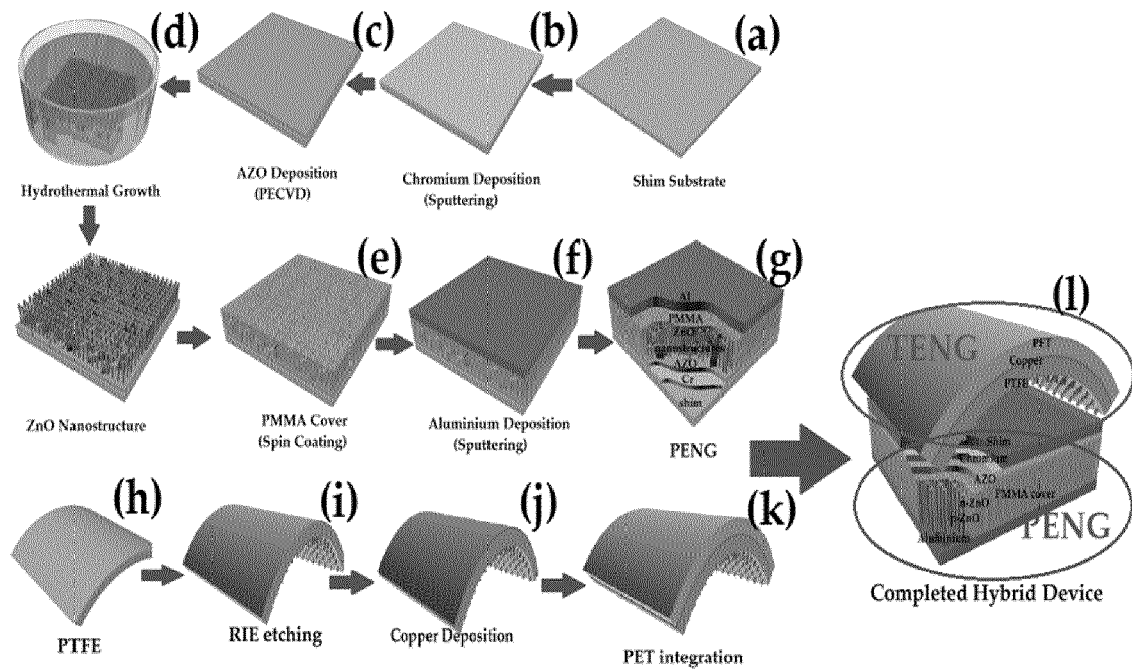 (d)
(c)
(b)
(a)
Hydrothermal Growth
AZO Deposition
(PECVD)
Chromium Deposition
(Sputtering)
Shim Substrate
(e)
(f)
(g)
Al
PMMA
ZnO
nanostructures
AZO
Cr
shim
ZnO Nanostructure
PMMA Cover
(Spin Coating)
Aluminium Deposition
(Sputtering)
PENG
(h)
(i)
(j)
(k)
PTFE
RIE etching
Copper Deposition
PET integration
(l)
TENG
PET
Copper
PTFE
Shim
Chromium
AZO
n-ZnO
PMMA cover
p-ZnO
Aluminium
PENG
Completed Hybrid Device